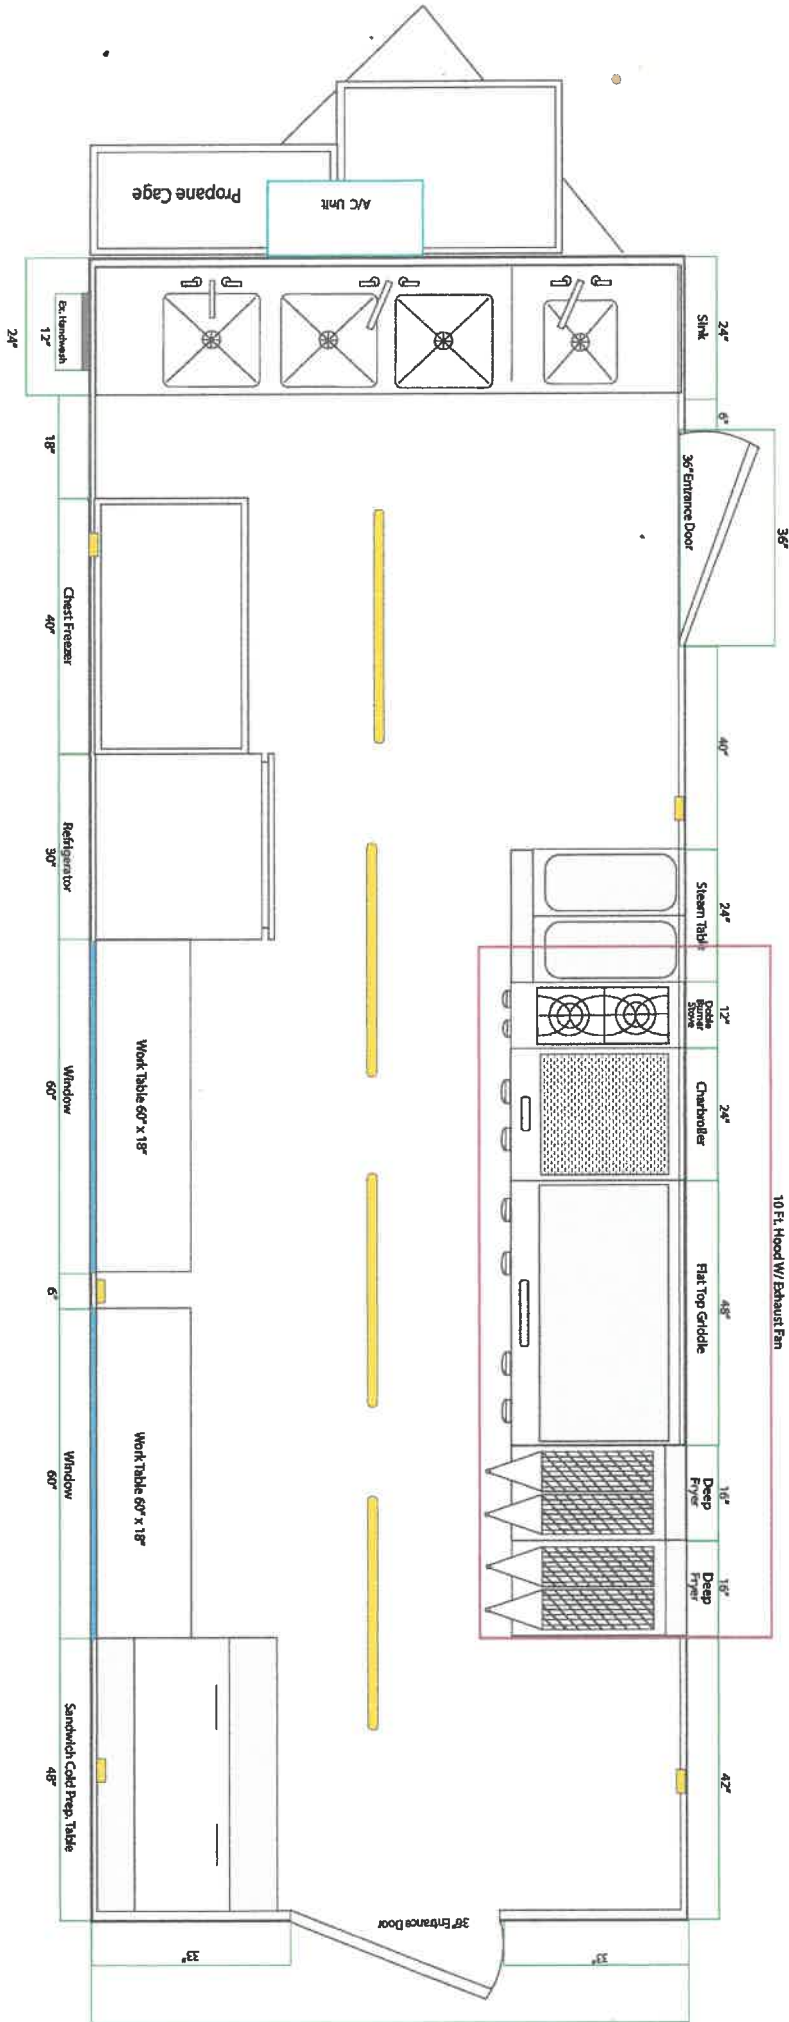 Propane Cage
A/C Unit
Sink
24"
6"
36" Entrance Door
36"
40"
Steam Table
24"
Doble
Burner
Stove
12"
Charbroiler
24"
10 Ft. Hood W/ Exhaust Fan
Flat Top Griddle
48"
Deep
Fryer
16"
Deep
Fryer
16"
42"
Ex. Handwash
12"
24"
18"
Chest Freezer
40"
Refrigerator
30"
Work Table 60" x 18"
Window
60"
6"
Work Table 60" x 18"
Window
60"
Sandwich Cold Prep. Table
48"
36" Entrance Door
33"
33"